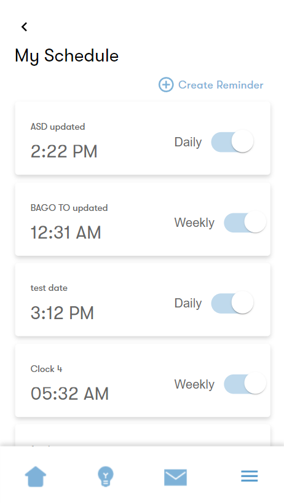 My Schedule
Create Reminder
ASD updated
2:22 PM
Daily
BAGO TO updated
12:31 AM
Weekly
test date
3:12 PM
Daily
Clock 4
05:32 AM
Weekly